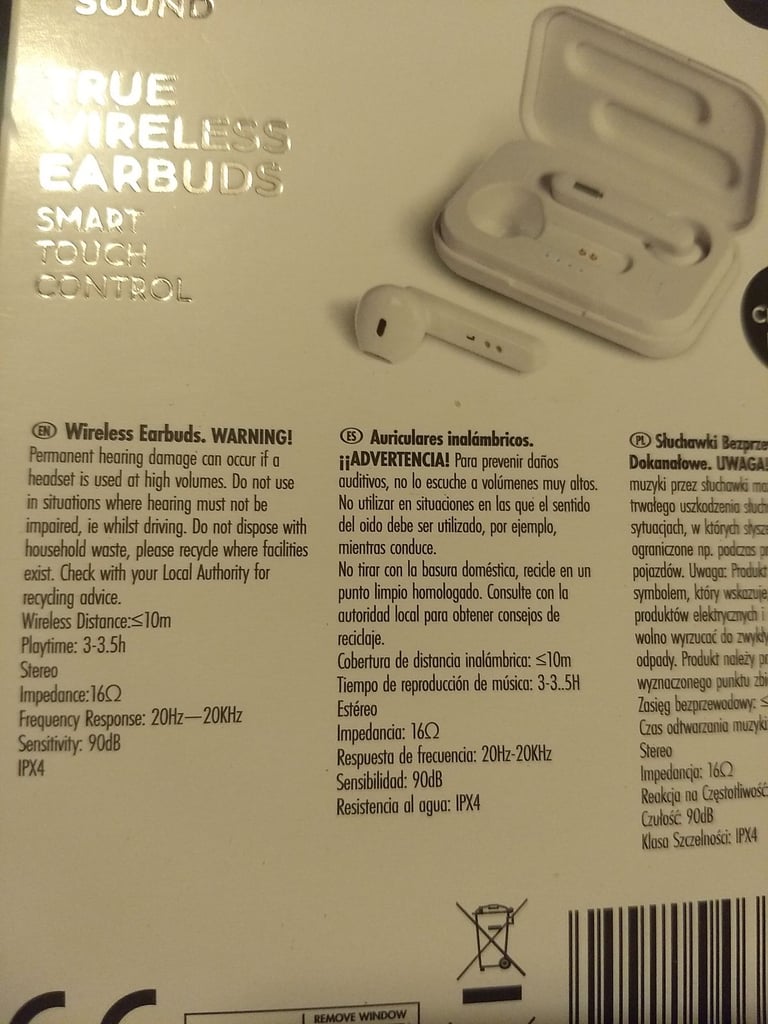 SOUND
TRUE
WIRELESS
EARBUDS
SMART
TOUCH
CONTROL
EN Wireless Earbuds. WARNING!
Permanent hearing damage can occur if a
headset is used at high volumes. Do not use
in situations where hearing must not be
impaired, ie whilst driving. Do not dispose with
household waste, please recycle where facilities
exist. Check with your Local Authority for
recycling advice.
Wireless Distance:≤10m
Playtime: 3-3.5h
Stereo
Impedance:16Ω
Frequency Response: 20Hz—20KHz
Sensitivity: 90dB
IPX4
ES Auriculares inalámbricos.
¡¡ADVERTENCIA! Para prevenir daños
auditivos, no lo escuche a volúmenes muy altos.
No utilizar en situaciones en las que el sentido
del oido debe ser utilizado, por ejemplo,
mientras conduce.
No tirar con la basura doméstica, recicle en un
punto limpio homologado. Consulte con la
autoridad local para obtener consejos de
reciclaje.
Cobertura de distancia inalámbrica: ≤10m
Tiempo de reproducción de música: 3-3..5H
Estéreo
Impedancia: 16Ω
Respuesta de frecuencia: 20Hz-20KHz
Sensibilidad: 90dB
Resistencia al agua: IPX4
PL Słuchawki
Dokanałowe. UWAGA!
muzyki przez słuchawki
trwałego uszkodzenia
sytuacjach, w których
ograniczone np. podczas
pojazdów. Uwaga: Produkt
symbolem, który wskazuje
produktów elektrycznych i
wolno wyrzucać do
odpady. Produkt należy
wyznaczonego punktu
Zasięg bezprzewodowy: ≤
Czas odtwarzania muzyki
Stereo
Impedancja: 16Ω
Reakcja na Częstotliwość
Czułość 90dB
Klasa Szczelności: IPX4
CE
REMOVE WINDOW